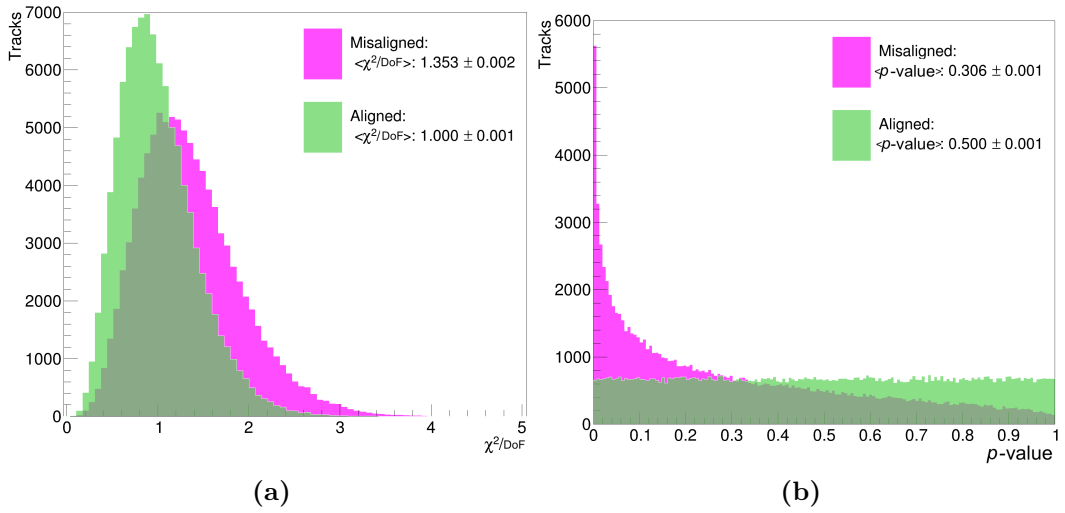 Tracks
7000
6000
5000
4000
3000
2000
1000
0
0 1 2 3 4 5
χ²/DoF
Misaligned:
<χ²/DoF>: 1.353 ± 0.002
Aligned:
<χ²/DoF>: 1.000 ± 0.001
(a)
Tracks
6000
5000
4000
3000
2000
1000
0
0 0.1 0.2 0.3 0.4 0.5 0.6 0.7 0.8 0.9 1
p-value
Misaligned:
<p-value>: 0.306 ± 0.001
Aligned:
<p-value>: 0.500 ± 0.001
(b)